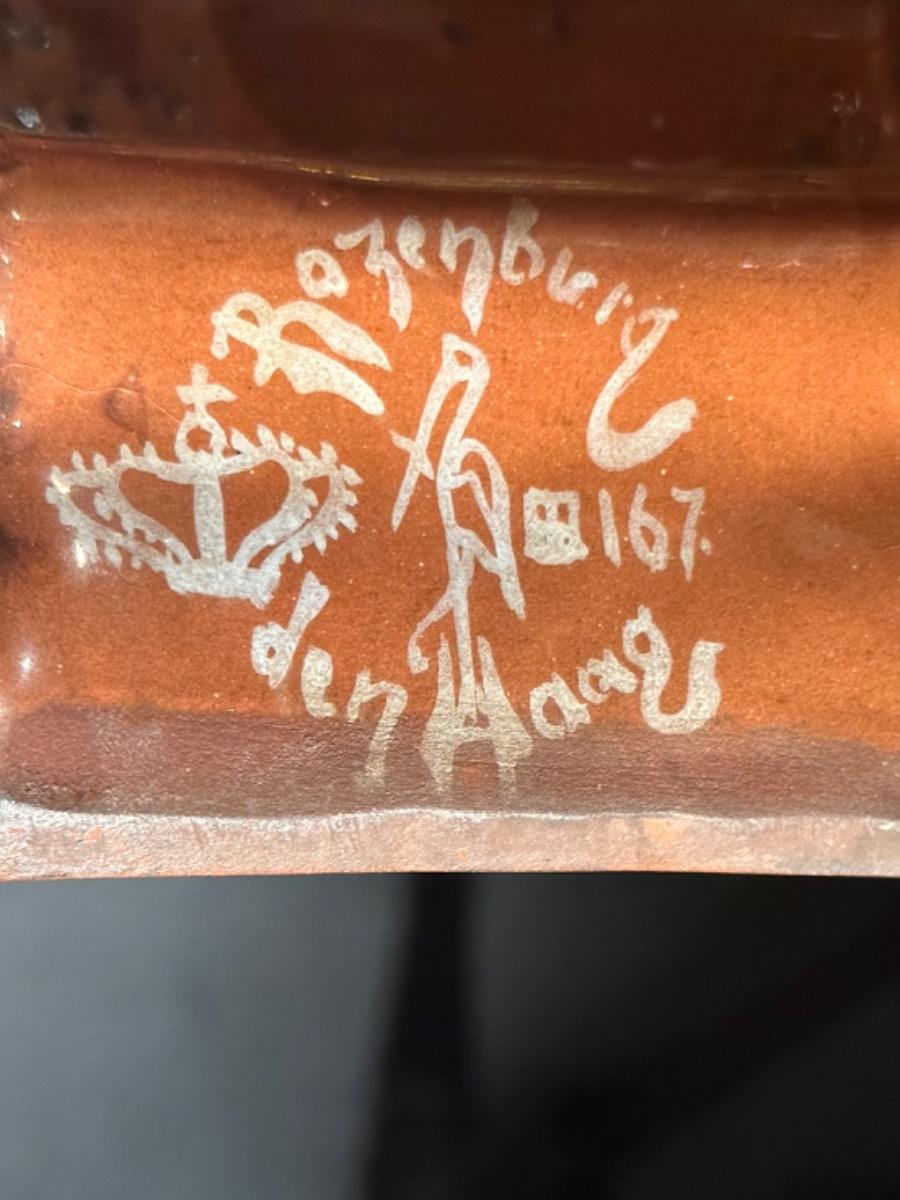 Rozenburg
167.
den Haag